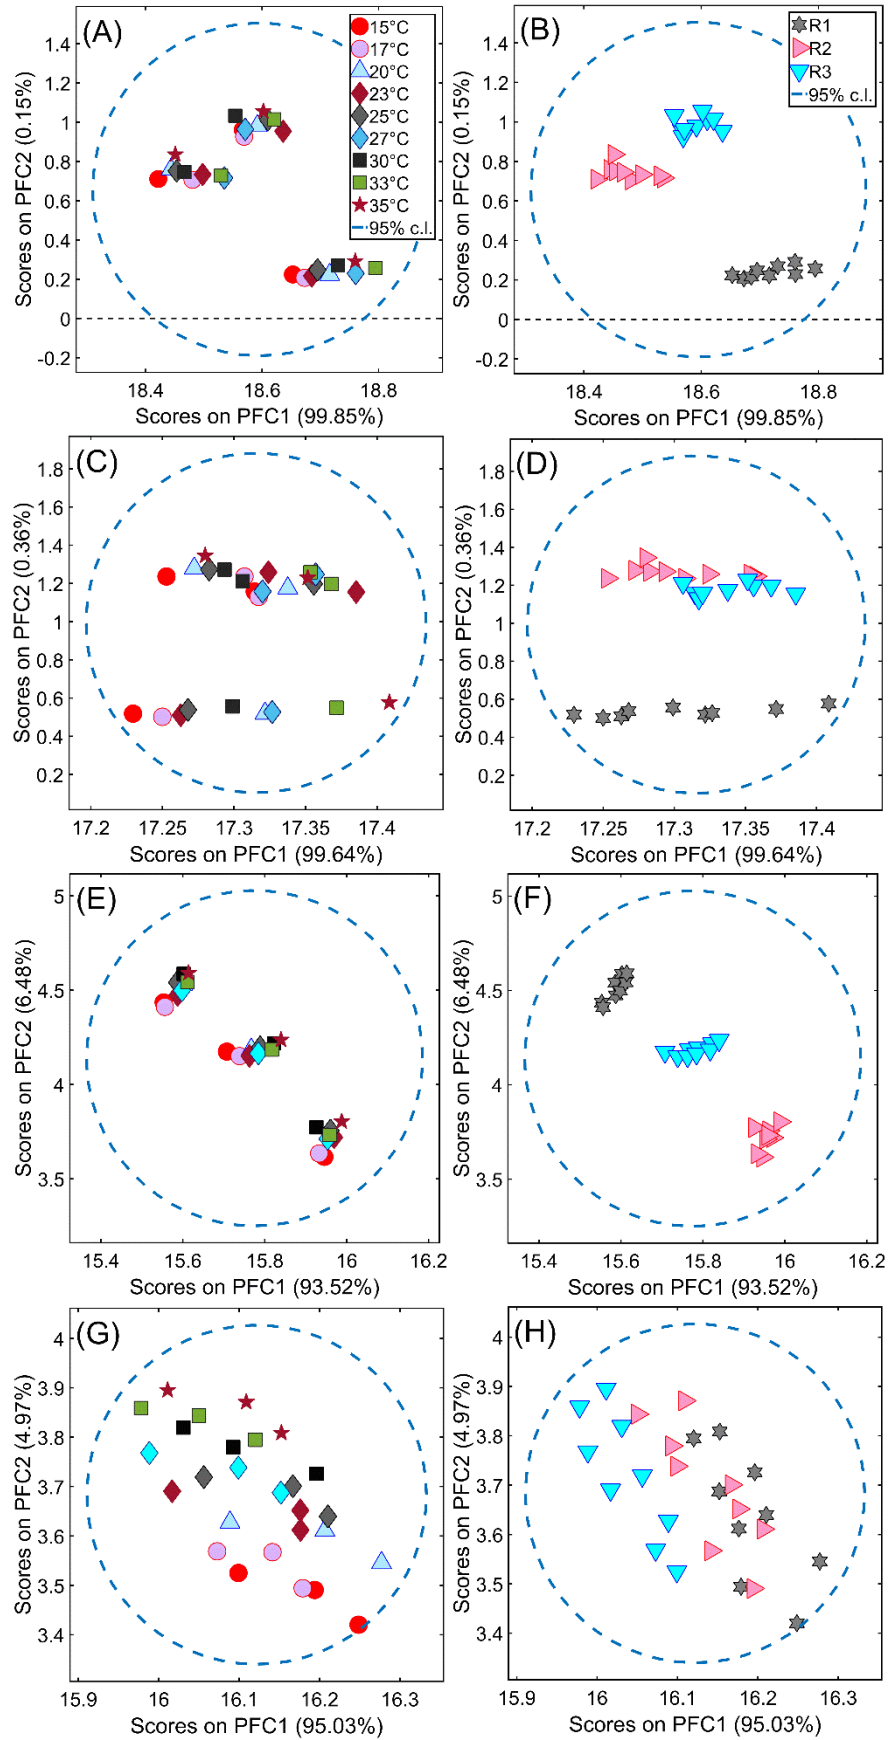 (A)
15°C
17°C
20°C
23°C
25°C
27°C
30°C
33°C
35°C
95% c.l.
1.4
1.2
1
0.8
0.6
0.4
0.2
0
-0.2
Scores on PFC2 (0.15%)
18.4
18.6
18.8
Scores on PFC1 (99.85%)
(B)
R1
R2
R3
95% c.l.
1.4
1.2
1
0.8
0.6
0.4
0.2
0
-0.2
Scores on PFC2 (0.15%)
18.4
18.6
18.8
Scores on PFC1 (99.85%)
(C)
1.8
1.6
1.4
1.2
1
0.8
0.6
0.4
0.2
Scores on PFC2 (0.36%)
17.2
17.25
17.3
17.35
17.4
Scores on PFC1 (99.64%)
(D)
1.8
1.6
1.4
1.2
1
0.8
0.6
0.4
0.2
Scores on PFC2 (0.36%)
17.2
17.25
17.3
17.35
17.4
Scores on PFC1 (99.64%)
(E)
5
4.5
4
3.5
Scores on PFC2 (6.48%)
15.4
15.6
15.8
16
16.2
Scores on PFC1 (93.52%)
(F)
5
4.5
4
3.5
Scores on PFC2 (6.48%)
15.4
15.6
15.8
16
16.2
Scores on PFC1 (93.52%)
(G)
4
3.9
3.8
3.7
3.6
3.5
3.4
Scores on PFC2 (4.97%)
15.9
16
16.1
16.2
16.3
Scores on PFC1 (95.03%)
(H)
4
3.9
3.8
3.7
3.6
3.5
3.4
Scores on PFC2 (4.97%)
15.9
16
16.1
16.2
16.3
Scores on PFC1 (95.03%)